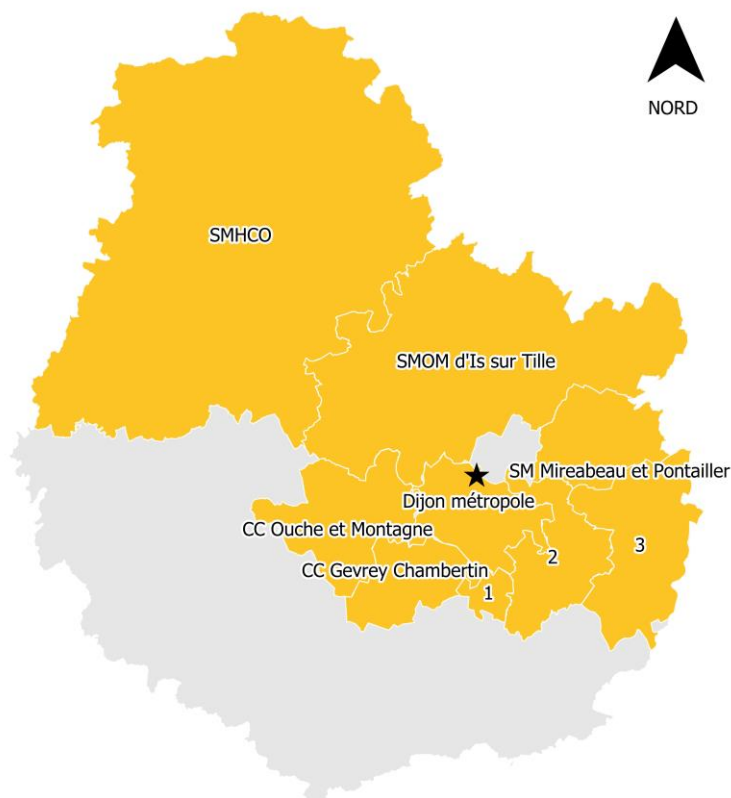 NORD
SMHCO
SMOM d'Is sur Tille
SM Mireabeau et Pontailler
Dijon métropole
CC Ouche et Montagne
2
3
CC Gevrey Chambertin
1